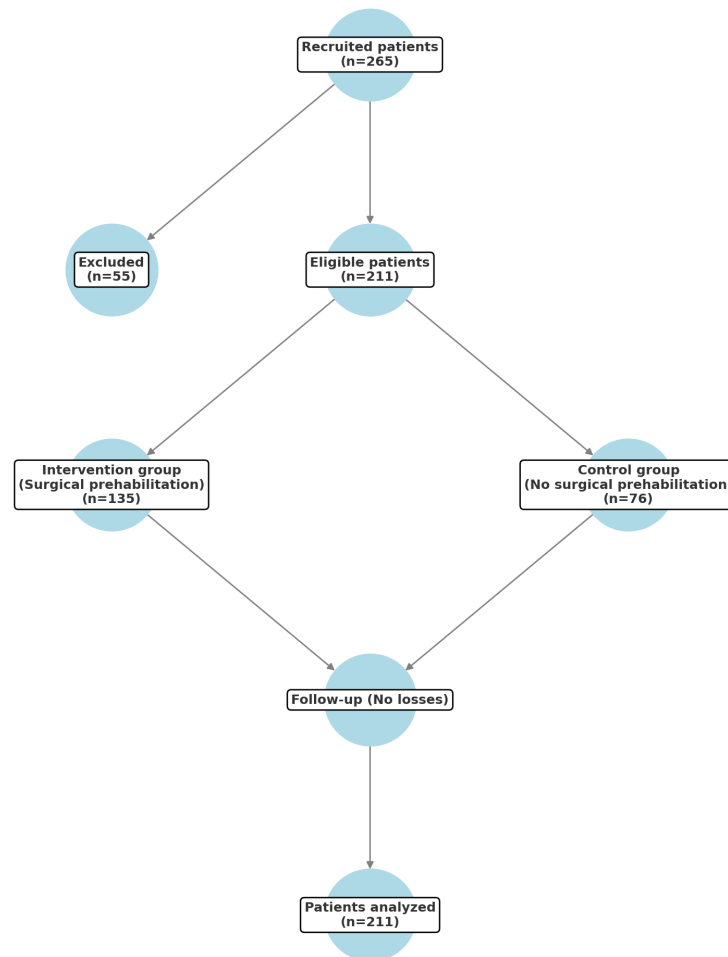 Recruited patients
(n=265)
Excluded
(n=55)
Eligible patients
(n=211)
Intervention group
(Surgical prehabilitation)
(n=135)
Control group
(No surgical prehabilitation
(n=76)
Follow-up (No losses)
Patients analyzed
(n=211)